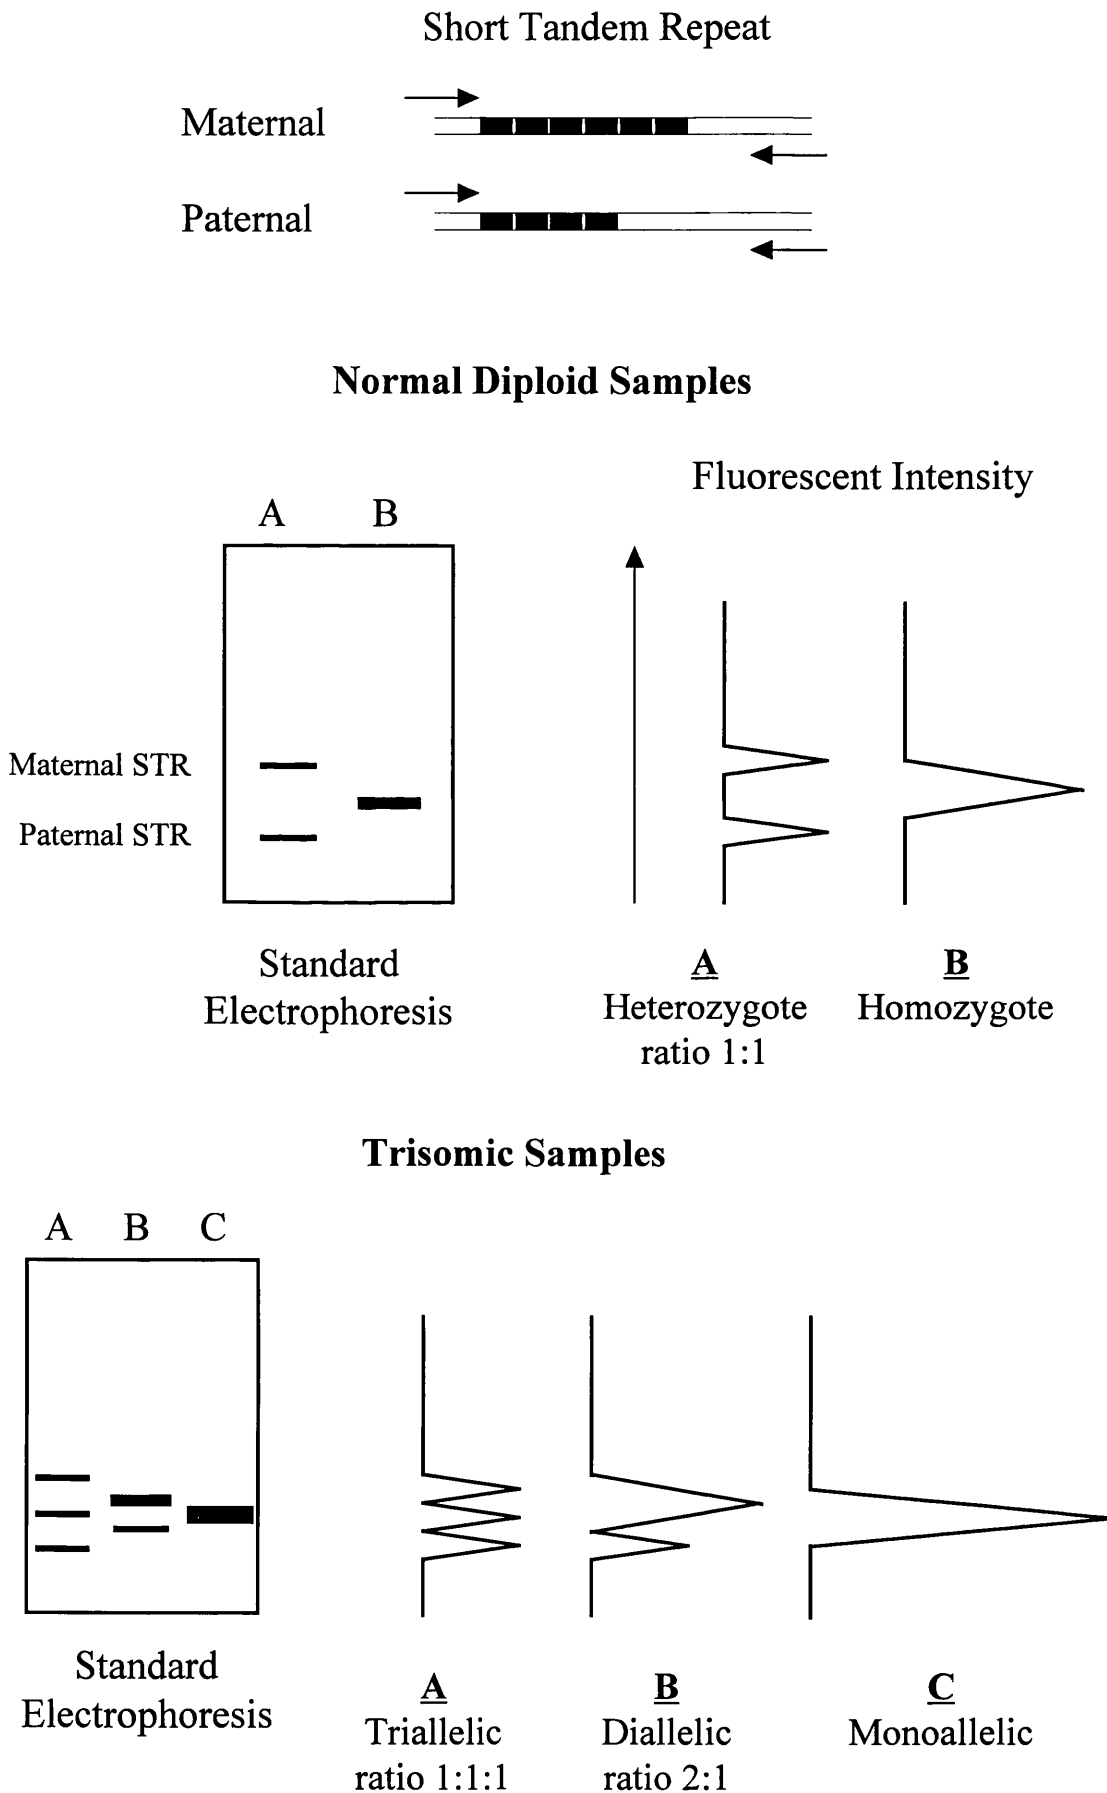 Short Tandem Repeat
Maternal
Paternal
Normal Diploid Samples
Fluorescent Intensity
A B
Maternal STR
Paternal STR
Standard
Electrophoresis
A
Heterozygote
ratio 1:1
B
Homozygote
Trisomic Samples
A B C
Standard
Electrophoresis
A
Triallelic
ratio 1:1:1
B
Diallelic
ratio 2:1
C
Monoallelic